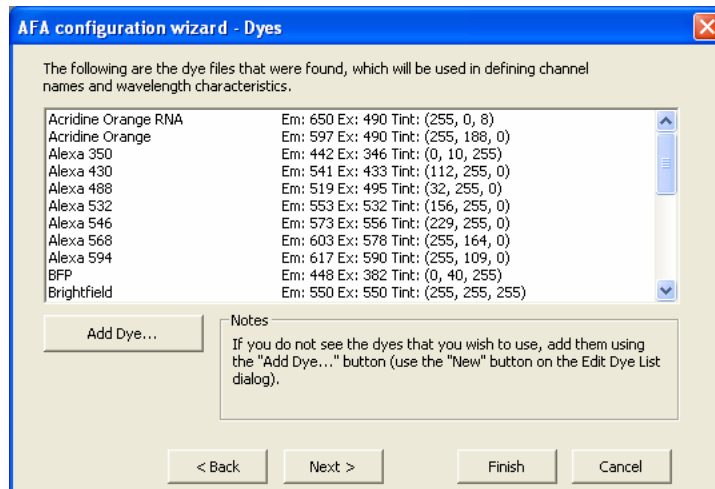 AFA configuration wizard - Dyes
The following are the dye files that were found, which will be used in defining channel
names and wavelength characteristics.
Acridine Orange RNA Em: 650 Ex: 490 Tint: (255, 0, 8)
Acridine Orange Em: 597 Ex: 490 Tint: (255, 188, 0)
Alexa 350 Em: 442 Ex: 346 Tint: (0, 10, 255)
Alexa 430 Em: 541 Ex: 433 Tint: (112, 255, 0)
Alexa 488 Em: 519 Ex: 495 Tint: (32, 255, 0)
Alexa 532 Em: 553 Ex: 532 Tint: (156, 255, 0)
Alexa 546 Em: 573 Ex: 556 Tint: (229, 255, 0)
Alexa 568 Em: 603 Ex: 578 Tint: (255, 164, 0)
Alexa 594 Em: 617 Ex: 590 Tint: (255, 109, 0)
BFP Em: 448 Ex: 382 Tint: (0, 40, 255)
Brightfield Em: 550 Ex: 550 Tint: (255, 255, 255)
Add Dye...
Notes
If you do not see the dyes that you wish to use, add them using
the "Add Dye..." button (use the "New" button on the Edit Dye List
dialog).
< Back Next > Finish Cancel